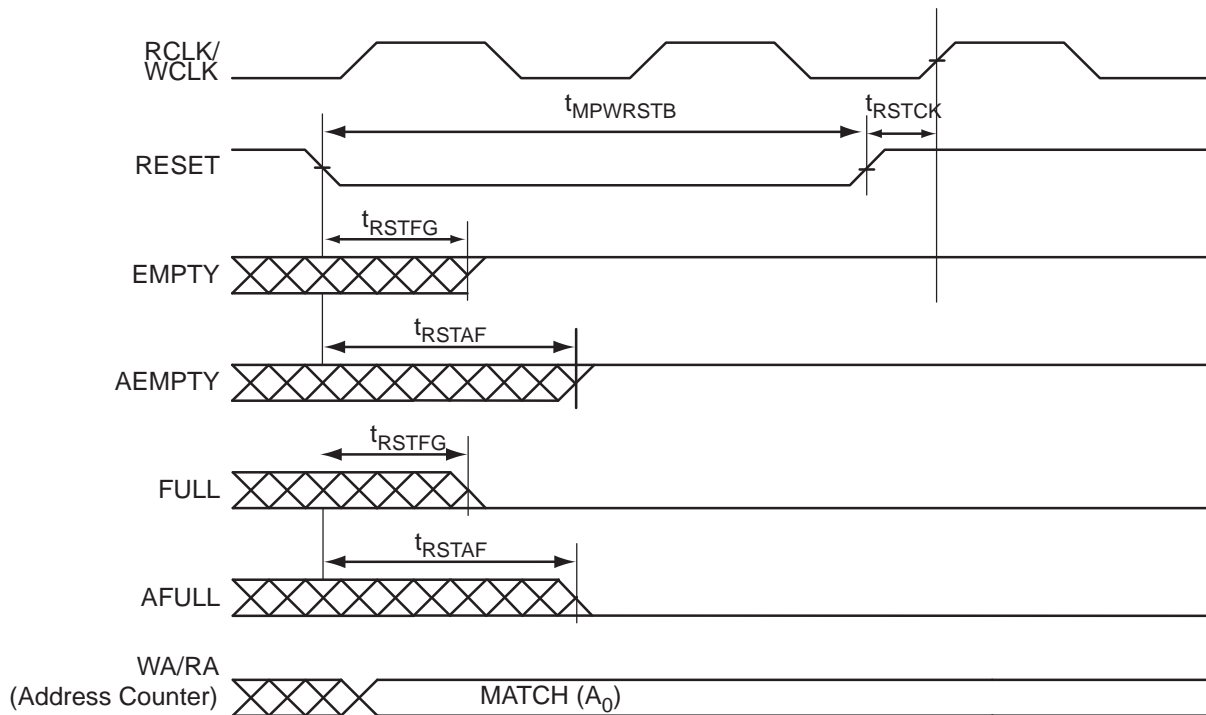 RCLK/
WCLK
tMPWRSTB
tRSTCK
RESET
tRSTFG
EMPTY
tRSTAF
AEMPTY
tRSTFG
FULL
tRSTAF
AFULL
WA/RA
(Address Counter)
MATCH (A0)